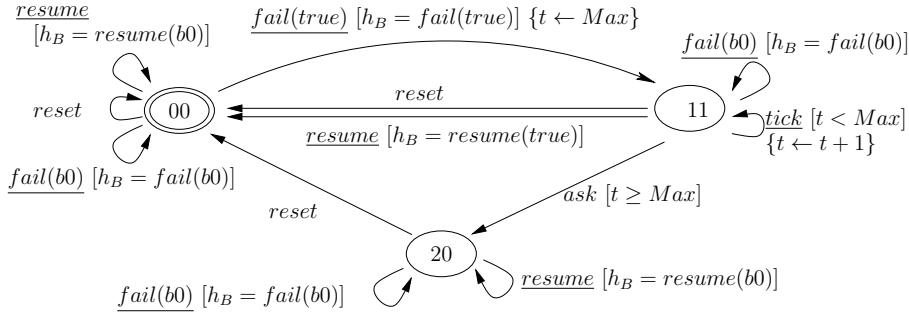 resume
[h_B = resume(b0)]
fail(true) [h_B = fail(true)] {t ← Max}
fail(b0) [h_B = fail(b0)]
reset
00
reset
11
tick [t < Max]
{t ← t + 1}
resume [h_B = resume(true)]
fail(b0) [h_B = fail(b0)]
ask [t ≥ Max]
reset
20
resume [h_B = resume(b0)]
fail(b0) [h_B = fail(b0)]